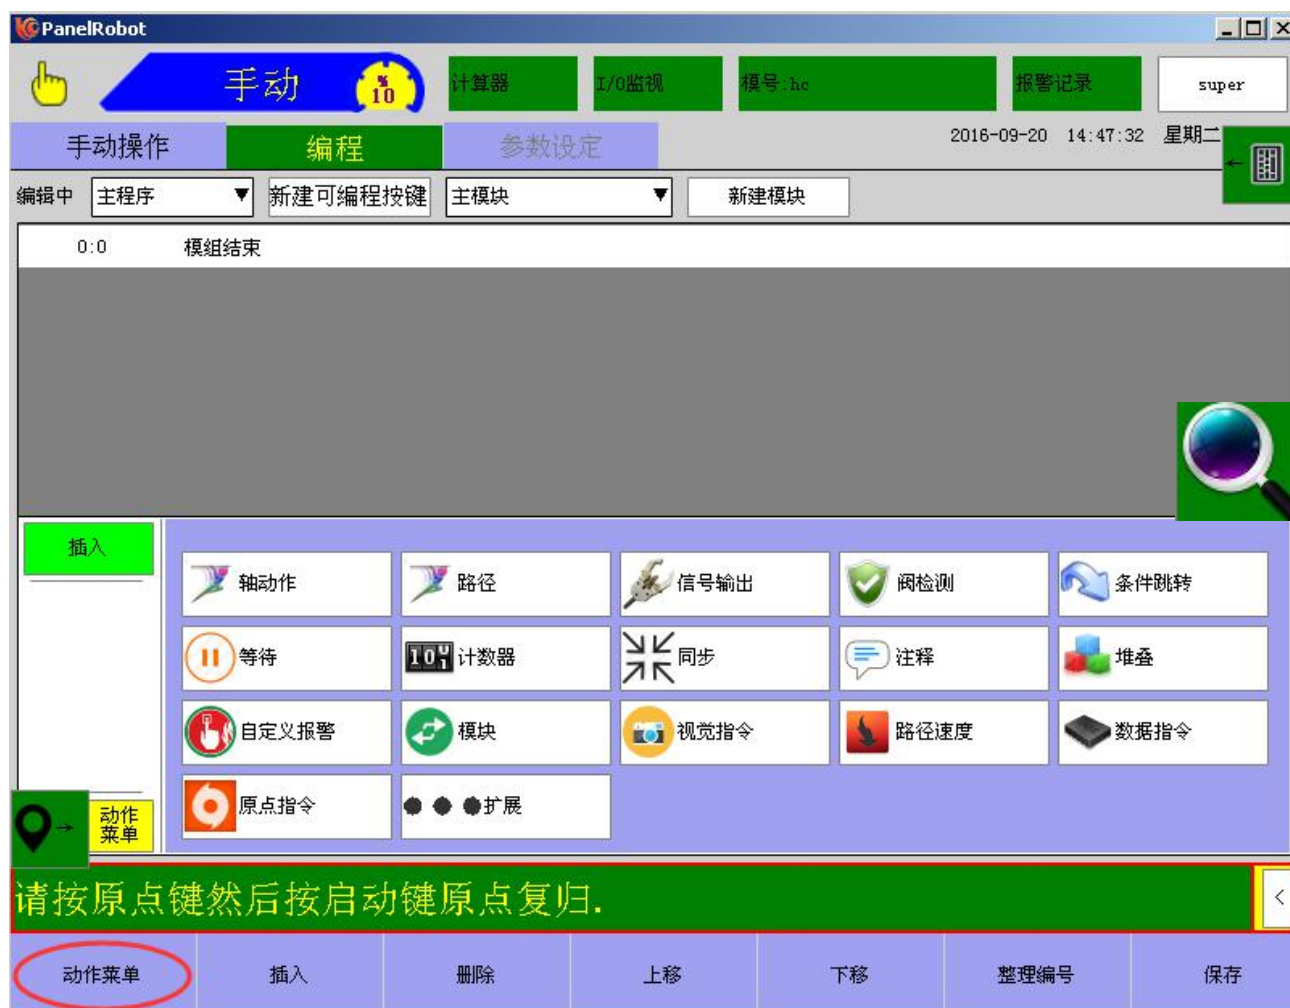 PanelRobot
手动 % 10 计算器 I/O监视 模号:hc 报警记录 super
手动操作 编程 参数设定 2016-09-20 14:47:32 星期二
编辑中 主程序 新建可编程按键 主模块 新建模块
0:0 模组结束
插入
轴动作 路径 信号输出 阀检测 条件跳转
等待 计数器 同步 注释 堆叠
自定义报警 模块 视觉指令 路径速度 数据指令
原点指令 扩展
动作
菜单
请按原点键然后按启动键原点复归.
动作菜单 插入 删除 上移 下移 整理编号 保存